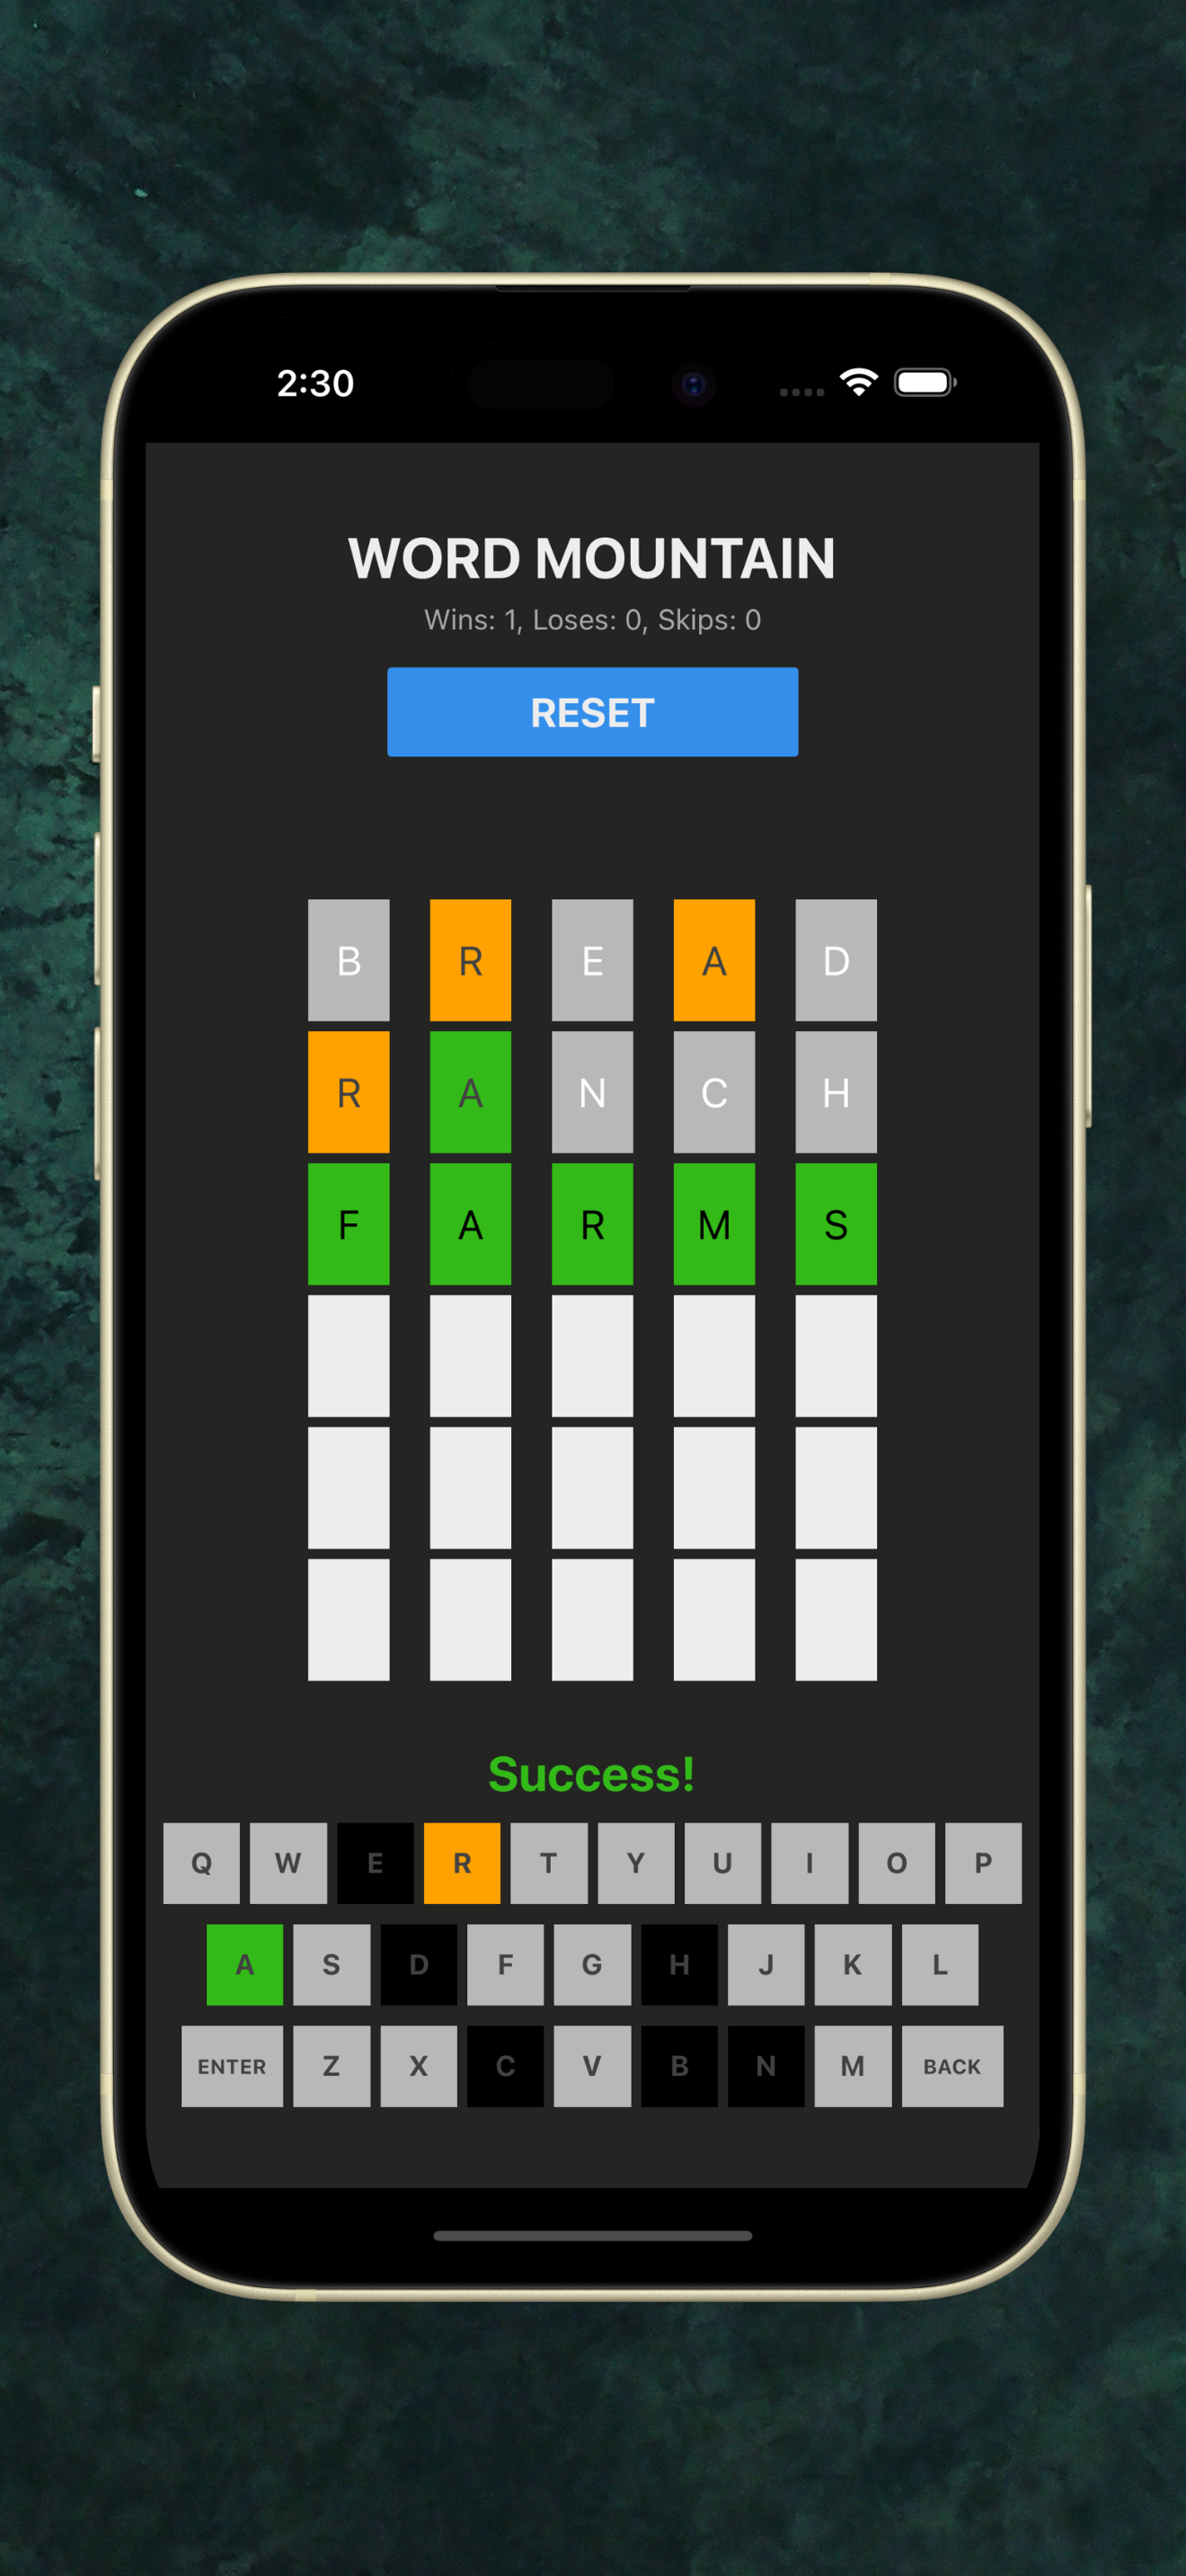 2:30
WORD MOUNTAIN
Wins: 1, Loses: 0, Skips: 0
RESET
B R E A D
R A N C H
F A R M S
Success!
Q W E R T Y U I O P
A S D F G H J K L
ENTER Z X C V B N M BACK